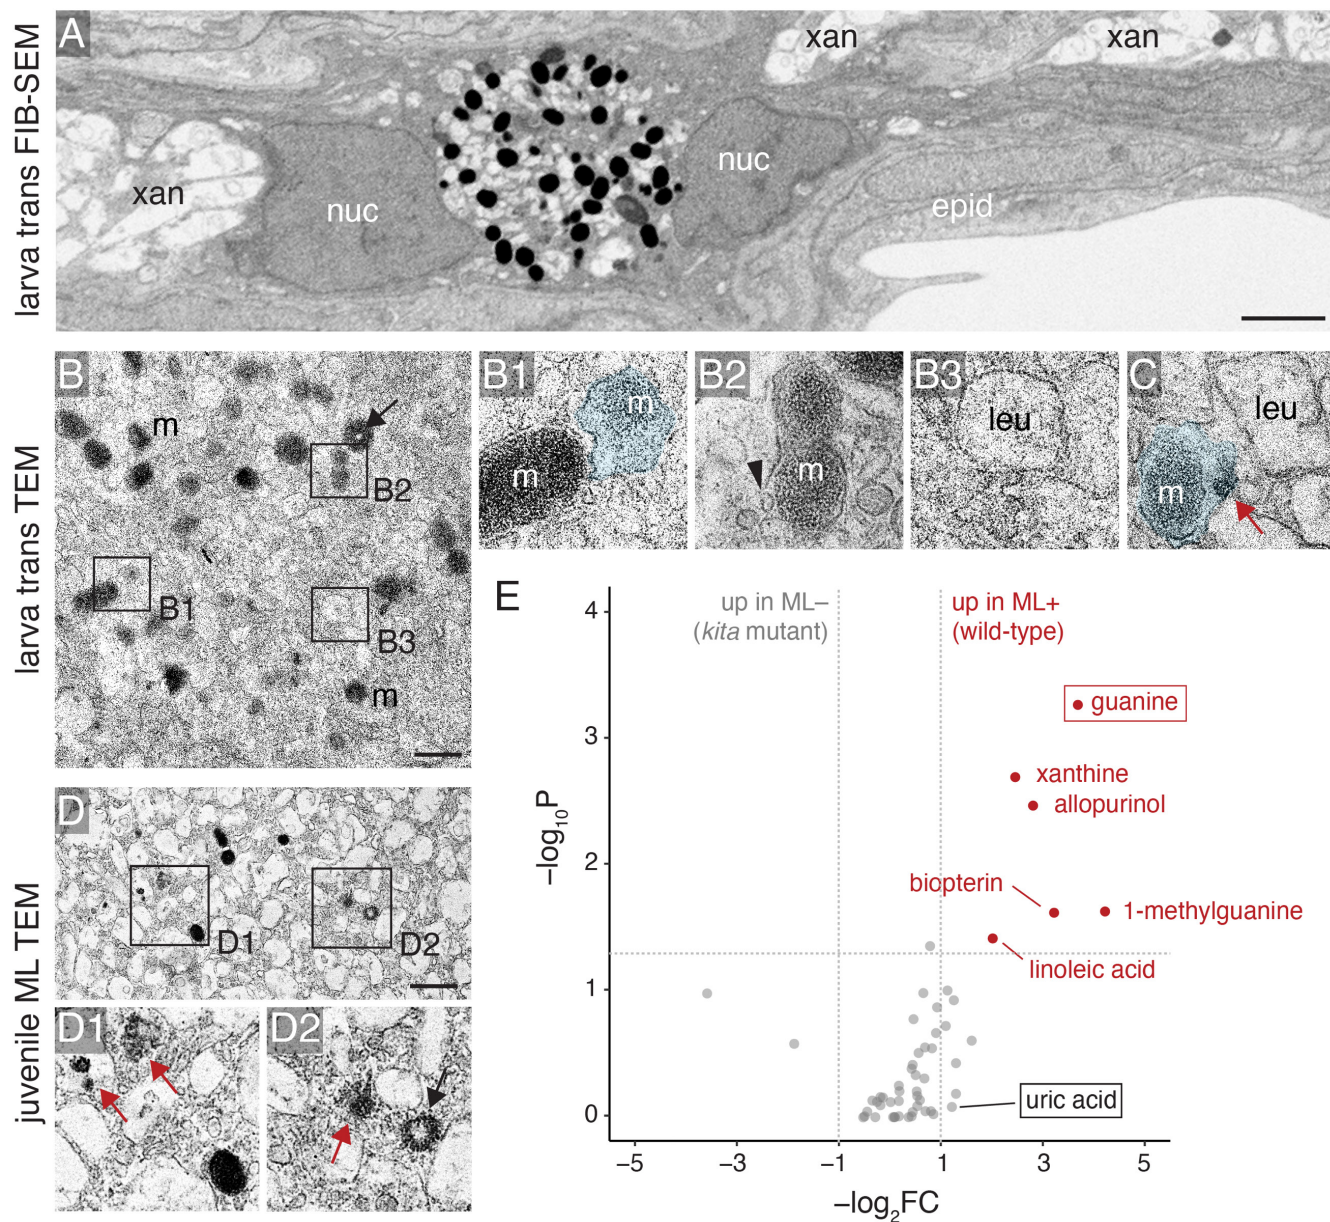 larva trans FIB-SEM
A
xan
xan
xan
nuc
nuc
epid
larva trans TEM
B
m
B2
B1
B3
m
B1
m
m
B2
m
B3
leu
C
leu
m
juvenile ML TEM
D
D1
D2
D1
D2
E
up in ML–
(kita mutant)
up in ML+
(wild-type)
4
3
2
1
0
–log10P
guanine
xanthine
allopurinol
biopterin
1-methylguanine
linoleic acid
uric acid
–5
–3
–1
1
3
5
–log2FC